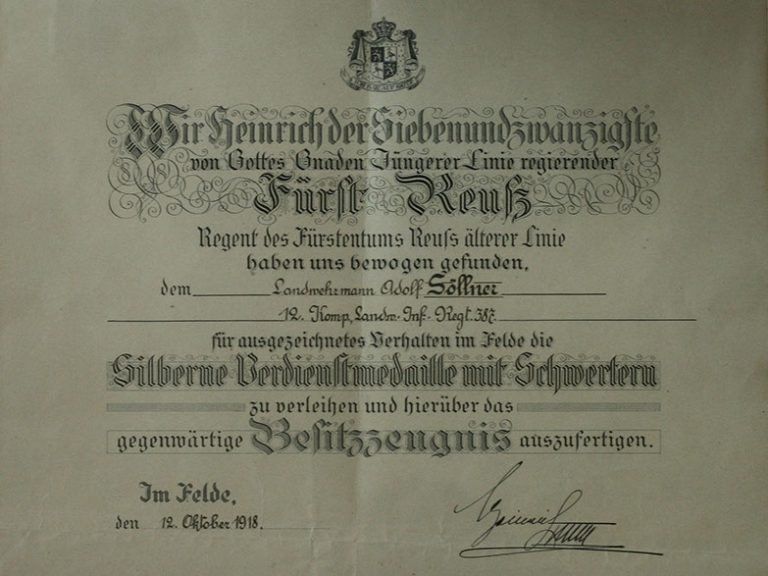 Wir Heinrich der Siebenundzwanzigste
von Gottes Gnaden Jüngerer Linie regierender
Fürst Reuß
Regent des Fürstentums Reuss älterer Linie
haben uns bewogen gefunden,
dem Landwehrmann Adolf Söllner
12. Komp, Landw.-Inf.-Regt. 387.
für ausgezeichnetes Verhalten im Felde die
Silberne Verdienstmedaille mit Schwertern
zu verleihen und hierüber das
gegenwärtige Besitzzeugnis auszufertigen.
Im Felde,
den 12. Oktober 1918.
Heinrich